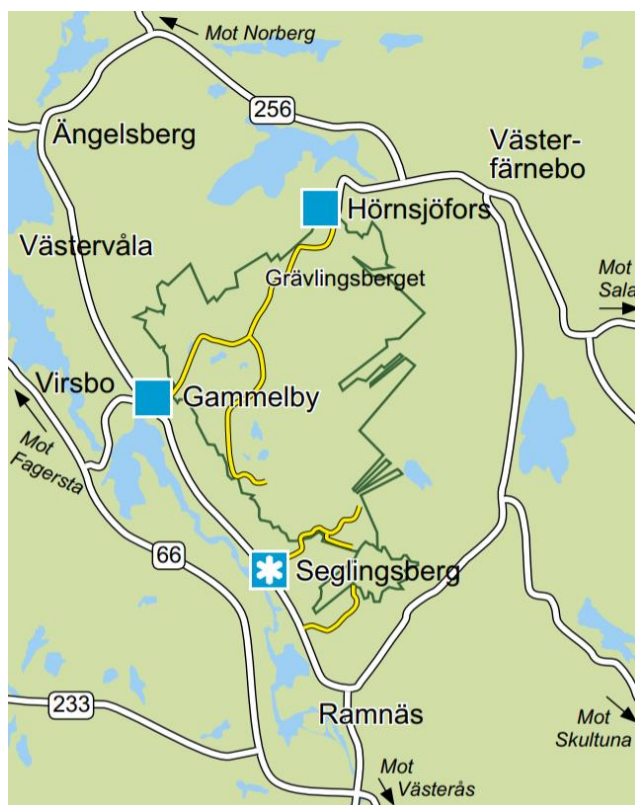 Mot Norberg
256
Ängelsberg
Väster-
färnebo
Hörnsjöfors
Västervåla
Grävlingsberget
Mot
Sala
Virsbo
Gammelby
Mot
Fagersta
66
Seglingsberg
233
Ramnäs
Mot
Skultuna
Mot
Västerås